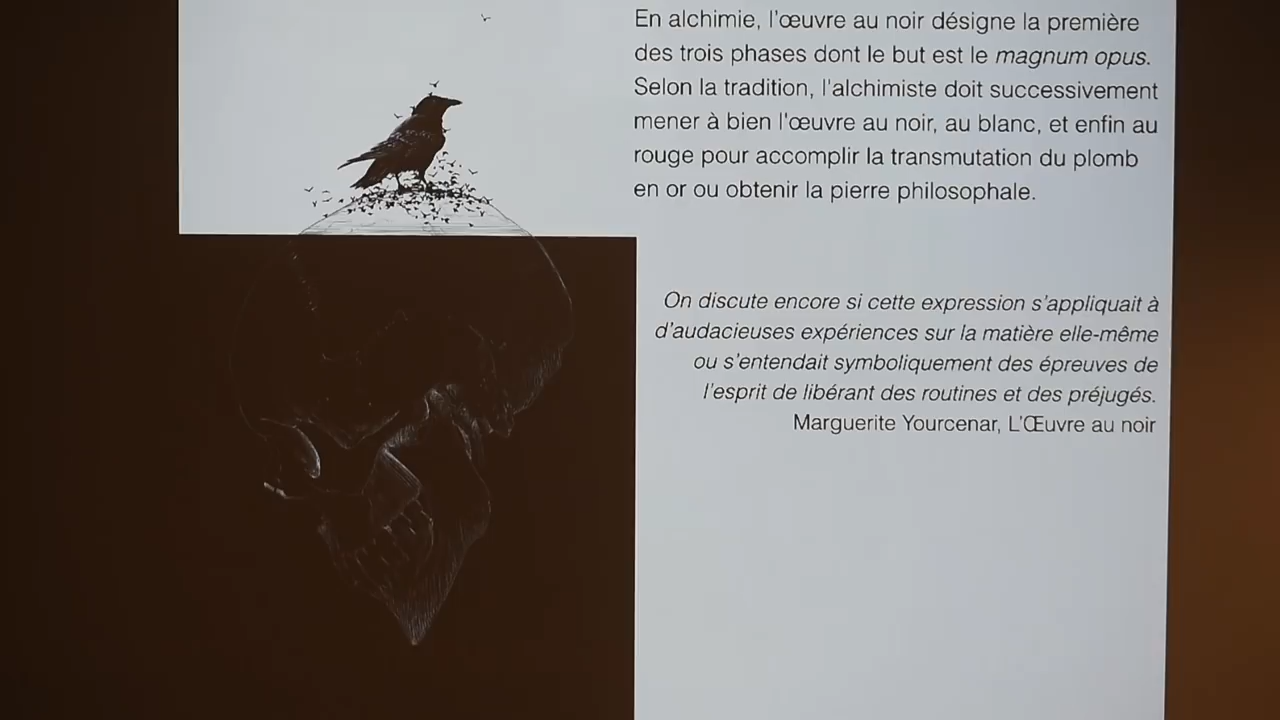 En alchimie, l'œuvre au noir désigne la première
des trois phases dont le but est le magnum opus.
Selon la tradition, l'alchimiste doit successivement
mener à bien l'œuvre au noir, au blanc, et enfin au
rouge pour accomplir la transmutation du plomb
en or ou obtenir la pierre philosophale.
On discute encore si cette expression s'appliquait à
d'audacieuses expériences sur la matière elle-même
ou s'entendait symboliquement des épreuves de
l'esprit de libérant des routines et des préjugés.
Marguerite Yourcenar, L'Œuvre au noir